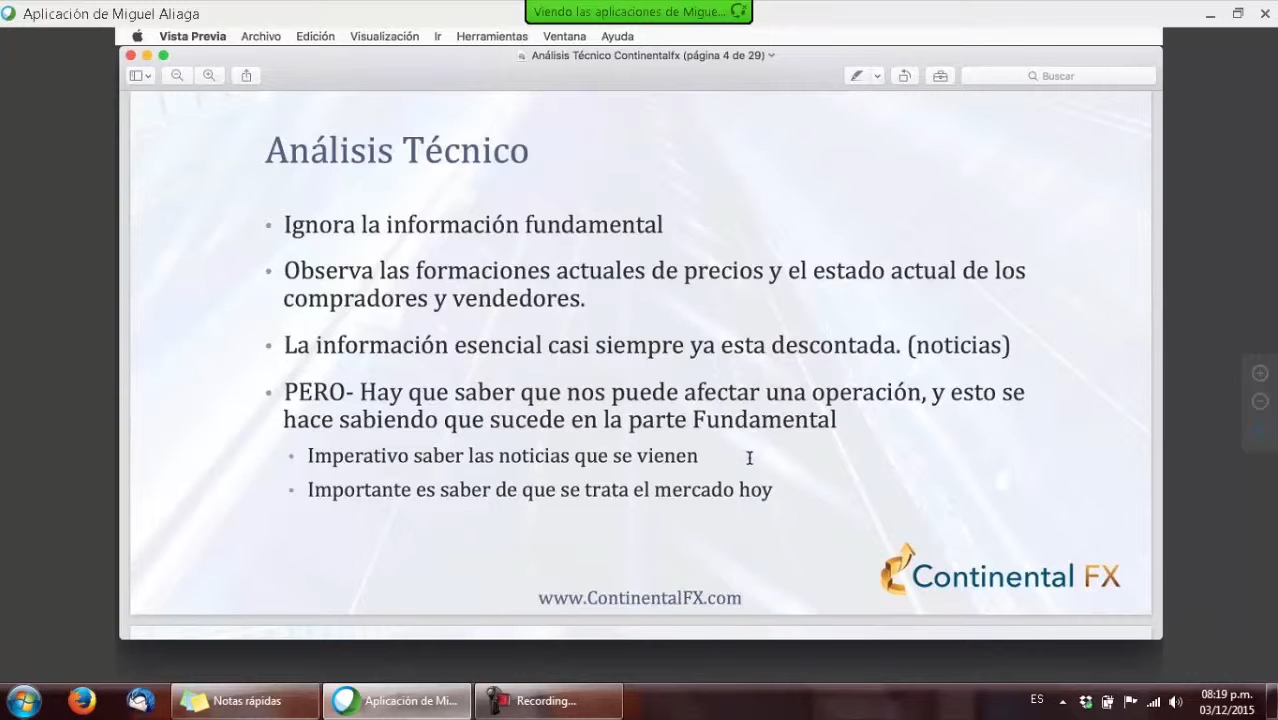 Aplicación de Miguel Aliaga
Viendo las aplicaciones de Migue...
Vista Previa Archivo Edición Visualización Ir Herramientas Ventana Ayuda
Análisis Técnico Continentalfx (página 4 de 29)
Buscar
Análisis Técnico
• Ignora la información fundamental
• Observa las formaciones actuales de precios y el estado actual de los
compradores y vendedores.
• La información esencial casi siempre ya esta descontada. (noticias)
• PERO- Hay que saber que nos puede afectar una operación, y esto se
hace sabiendo que sucede en la parte Fundamental
• Imperativo saber las noticias que se vienen
• Importante es saber de que se trata el mercado hoy
Continental FX
www.ContinentalFX.com
Notas rápidas
Aplicación de Mi...
Recording...
ES
08:19 p.m.
03/12/2015